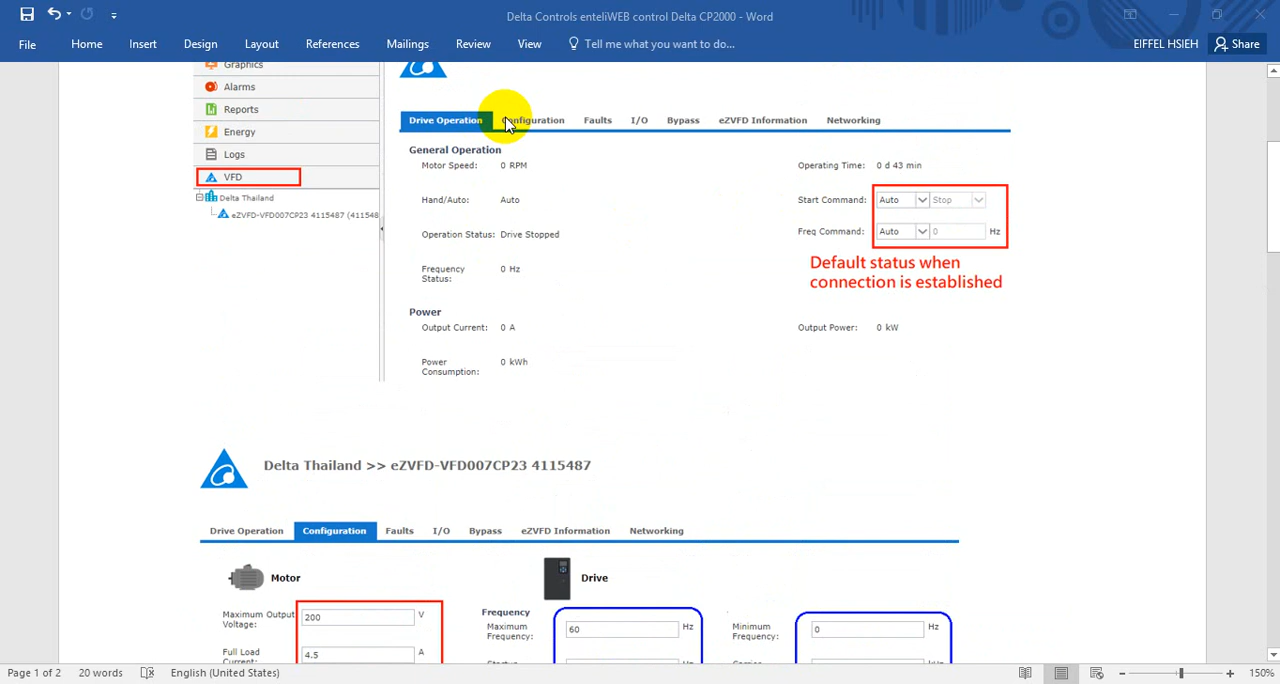 Delta Controls enteliWEB control Delta CP2000 - Word
File Home Insert Design Layout References Mailings Review View Tell me what you want to do... EIFFEL HSIEH Share
Graphics
Alarms
Reports
Energy
Logs
VFD
Delta Thailand
eZVFD-VFD007CP23 4115487 (411548
Drive Operation Configuration Faults I/O Bypass eZVFD Information Networking
General Operation
Motor Speed: 0 RPM Operating Time: 0 d 43 min
Hand/Auto: Auto Start Command: Auto Stop
Operation Status: Drive Stopped Freq Command: Auto 0 Hz
Default status when
connection is established
Frequency 0 Hz
Status:
Power
Output Current: 0 A Output Power: 0 kW
Power 0 kWh
Consumption:
Delta Thailand >> eZVFD-VFD007CP23 4115487
Drive Operation Configuration Faults I/O Bypass eZVFD Information Networking
Motor Drive
Maximum Output 200 V
Voltage:
Frequency
Maximum 60 Hz Minimum 0 Hz
Frequency: Frequency:
Full Load 4.5 A
Current:
Page 1 of 2 20 words English (United States) 150%